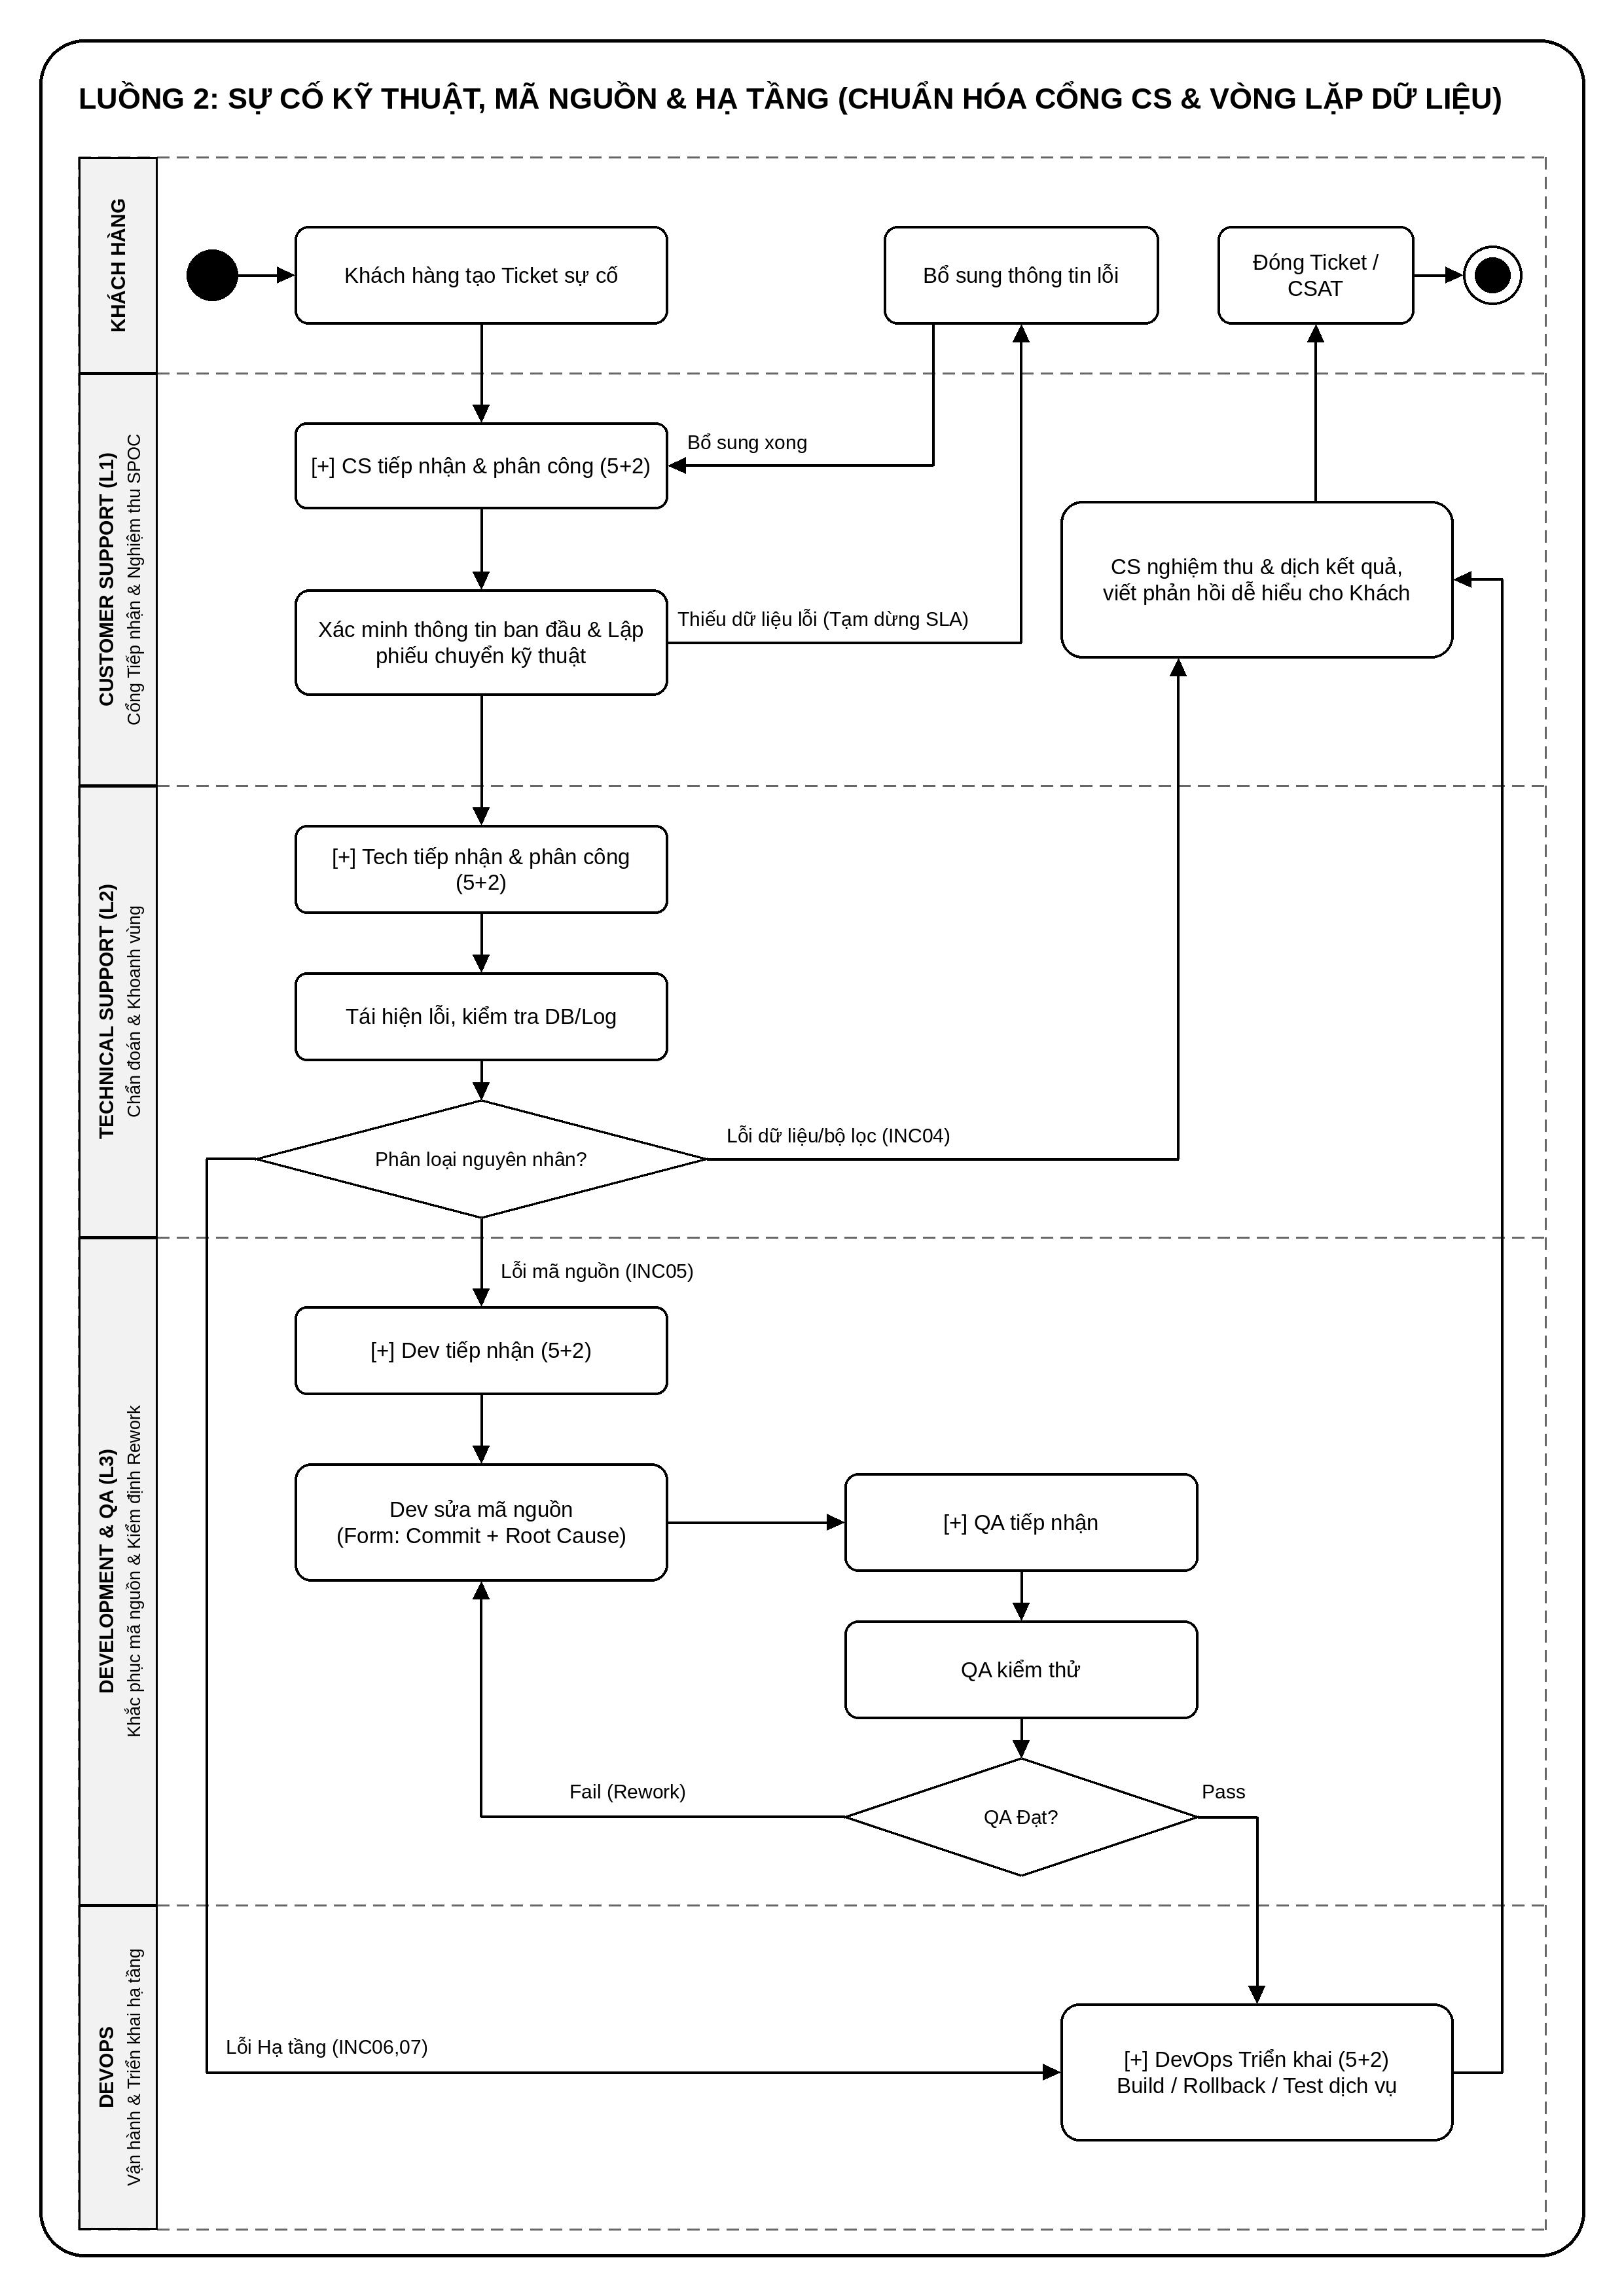 LUỒNG 2: SỰ CỐ KỸ THUẬT, MÃ NGUỒN & HẠ TẦNG (CHUẨN HÓA CỔNG CS & VÒNG LẶP DỮ LIỆU)
KHÁCH HÀNG
Khách hàng tạo Ticket sự cố
Bổ sung thông tin lỗi
Đóng Ticket /
CSAT
CUSTOMER SUPPORT (L1)
Cổng Tiếp nhận & Nghiệm thu SPOC
[+] CS tiếp nhận & phân công (5+2)
Bổ sung xong
CS nghiệm thu & dịch kết quả,
viết phản hồi dễ hiểu cho Khách
Xác minh thông tin ban đầu & Lập
phiếu chuyển kỹ thuật
Thiếu dữ liệu lỗi (Tạm dừng SLA)
TECHNICAL SUPPORT (L2)
Chẩn đoán & Khoanh vùng
[+] Tech tiếp nhận & phân công
(5+2)
Tái hiện lỗi, kiểm tra DB/Log
Phân loại nguyên nhân?
Lỗi dữ liệu/bộ lọc (INC04)
DEVELOPMENT & QA (L3)
Khắc phục mã nguồn & Kiểm định Rework
Lỗi mã nguồn (INC05)
[+] Dev tiếp nhận (5+2)
Dev sửa mã nguồn
(Form: Commit + Root Cause)
[+] QA tiếp nhận
QA kiểm thử
Fail (Rework)
QA Đạt?
Pass
DEVOPS
Vận hành & Triển khai hạ tầng
Lỗi Hạ tầng (INC06,07)
[+] DevOps Triển khai (5+2)
Build / Rollback / Test dịch vụ